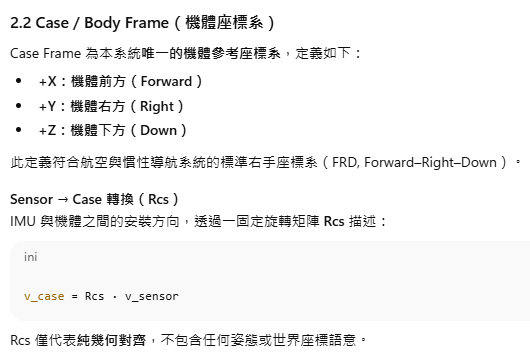 2.2 Case / Body Frame（機體座標系）
Case Frame 為本系統唯一的機體參考座標系，定義如下：
• +X：機體前方（Forward）
• +Y：機體右方（Right）
• +Z：機體下方（Down）
此定義符合航空與慣性導航系統的標準右手座標系（FRD, Forward–Right–Down）。
Sensor → Case 轉換（Rcs）
IMU 與機體之間的安裝方向，透過一固定旋轉矩陣 Rcs 描述：
ini
v_case = Rcs · v_sensor
Rcs 僅代表純幾何對齊，不包含任何姿態或世界座標語意。